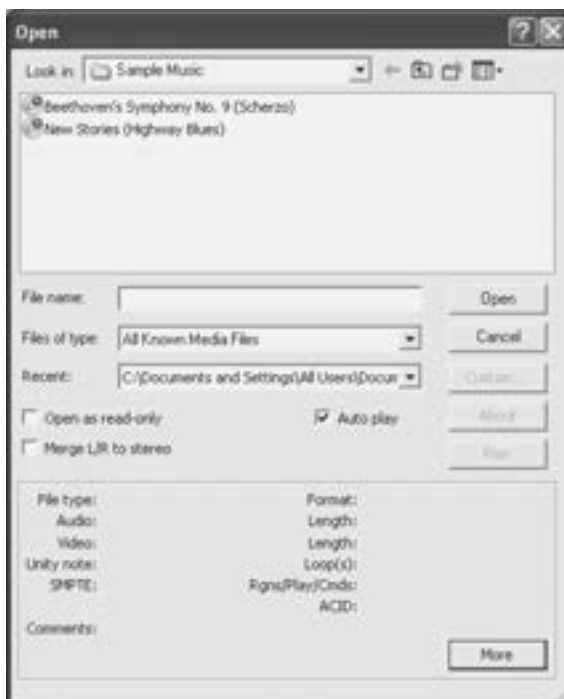 Open
Look in: Sample Music
Beethoven's Symphony No. 9 (Scherzo)
New Stories (Highway Blues)
File name: Open
Files of type: All Known Media Files Cancel
Recent: C:\Documents and Settings\All Users\Docum Custom...
Open as read-only Auto play About
Merge L/R to stereo Play
File type: Format:
Audio: Length:
Video: Length:
Unity note: Loop(s):
SMPTE: Rgns/Play/Cmds:
ACID:
Comments:
More